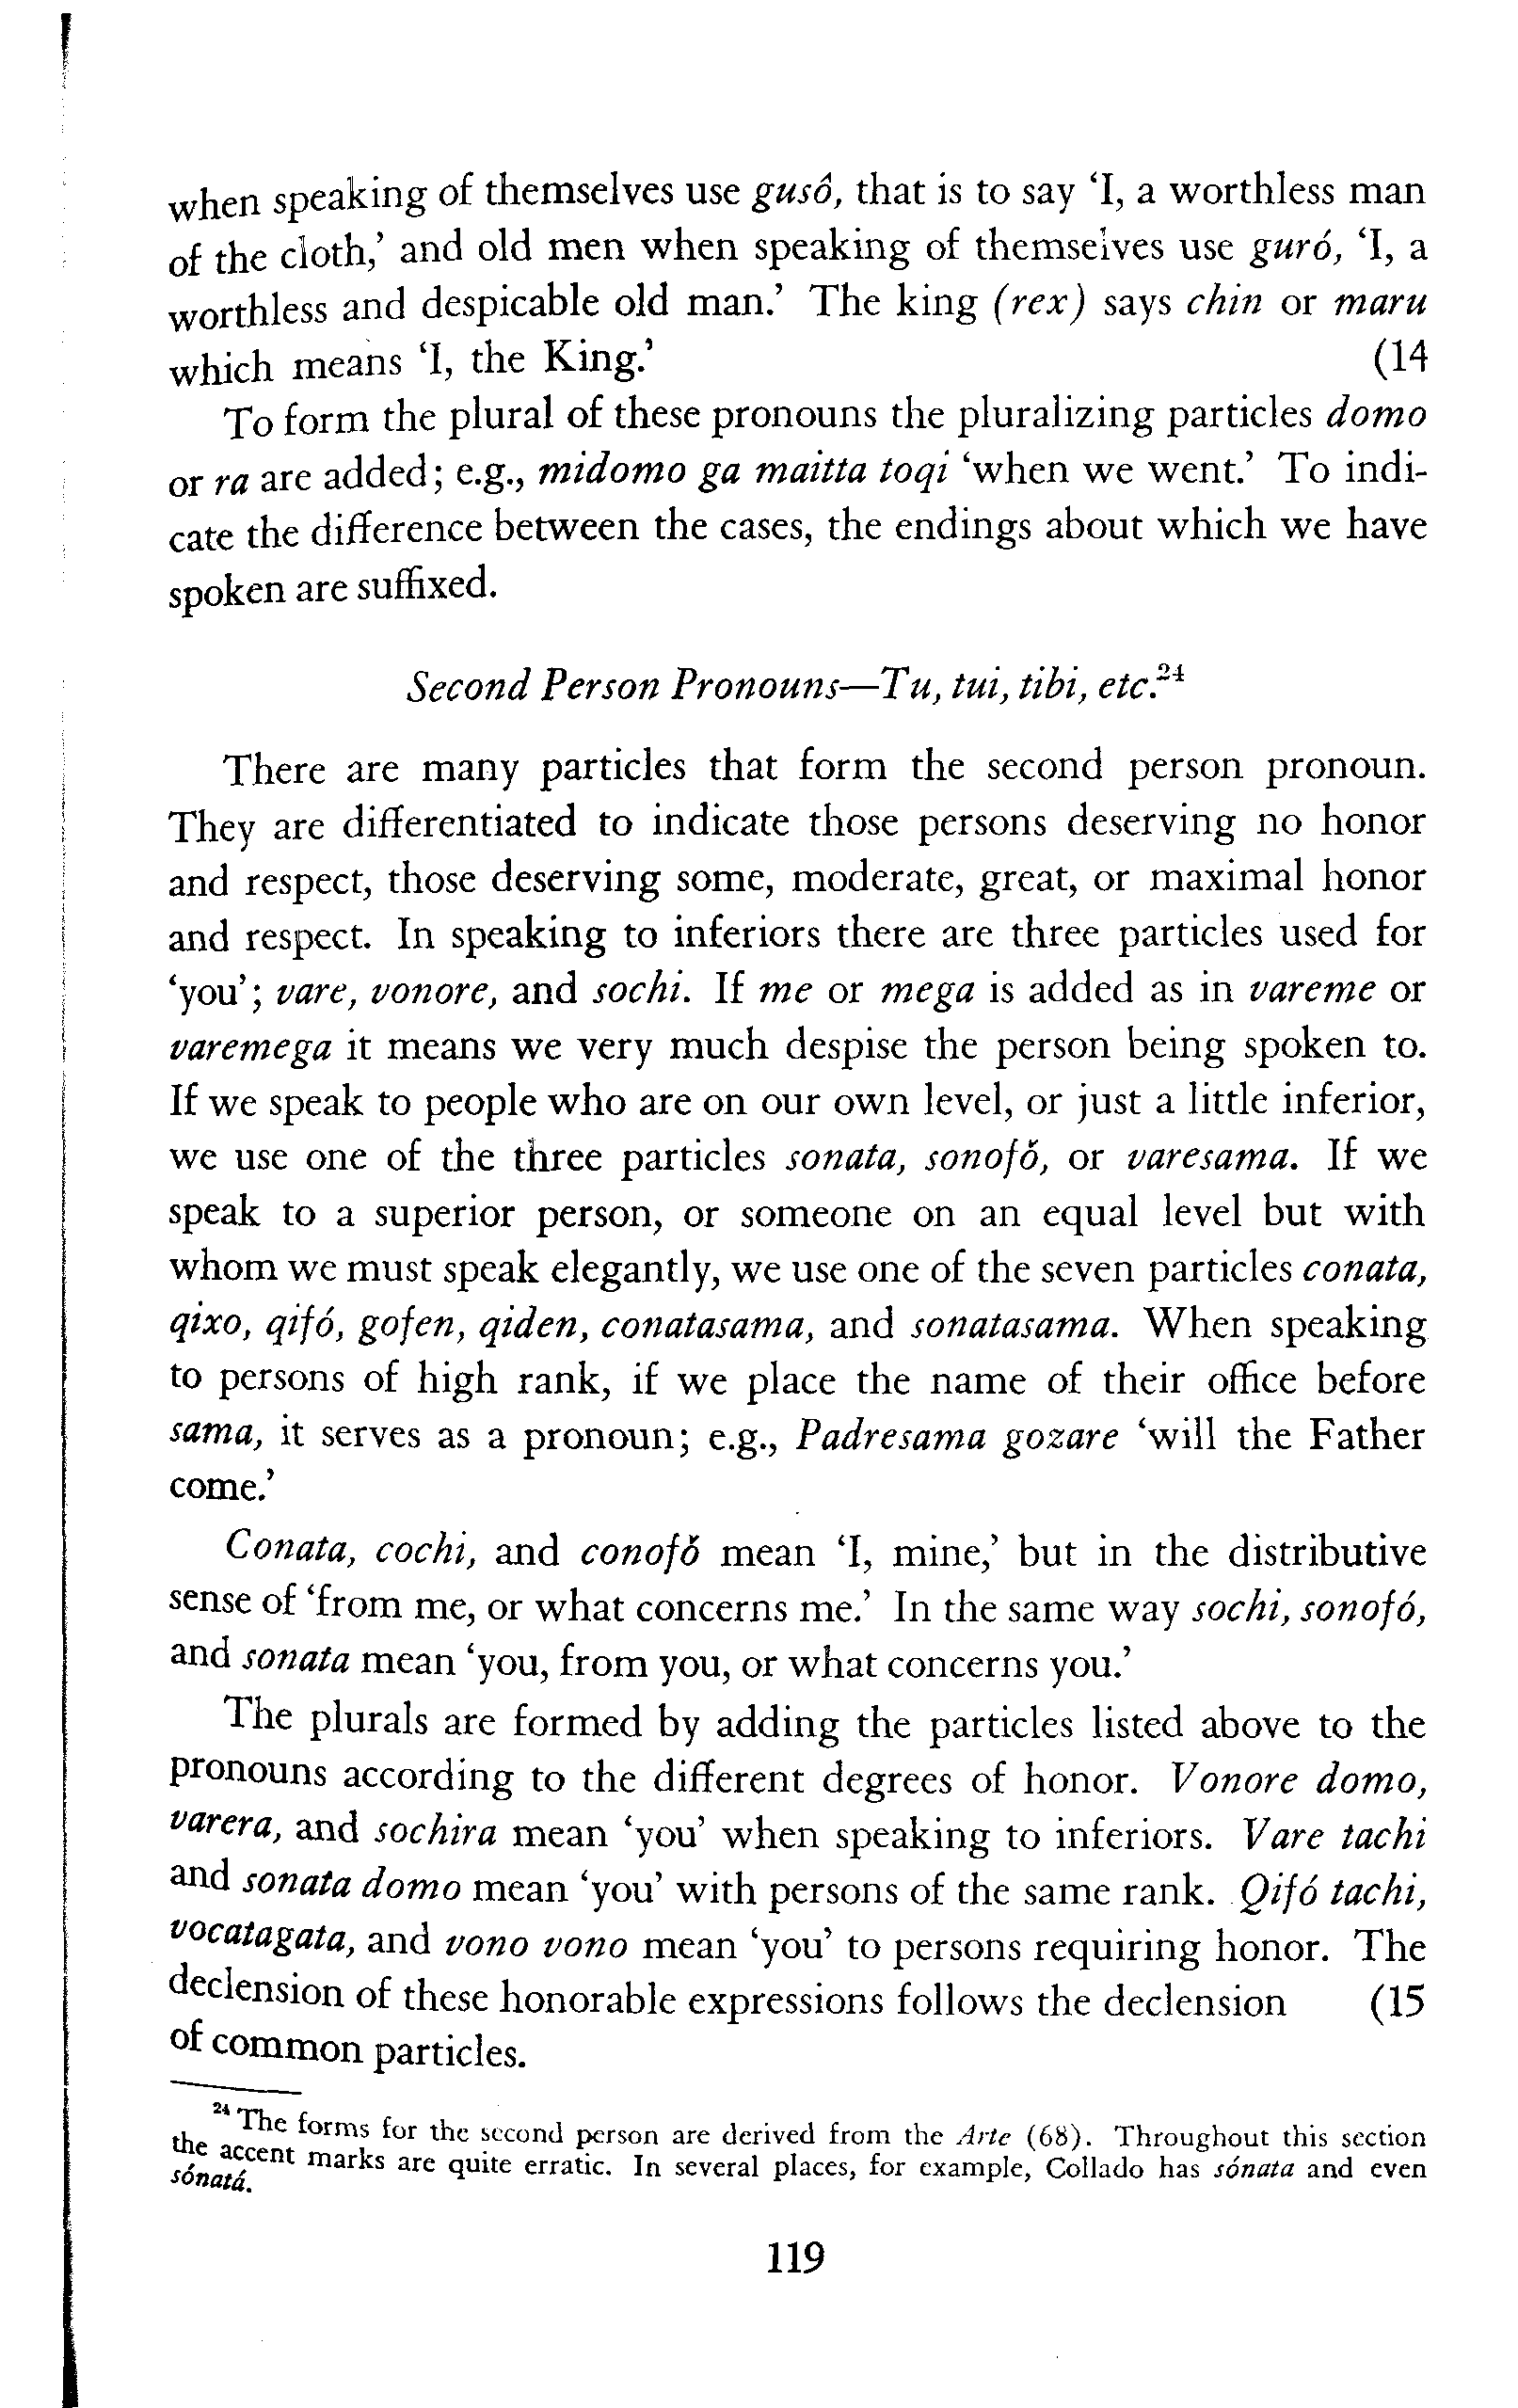 when speaking of themselves use gusô, that is to say ‘I, a worthless man
of the cloth,’ and old men when speaking of themselves use guró, ‘I, a
worthless and despicable old man.’ The king (rex) says chin or maru
which means ‘I, the King.’ (14
To form the plural of these pronouns the pluralizing particles domo
or ra are added; e.g., midomo ga maitta toqi ‘when we went.’ To indi-
cate the difference between the cases, the endings about which we have
spoken are suffixed.
Second Person Pronouns—Tu, tui, tibi, etc.24
There are many particles that form the second person pronoun.
They are differentiated to indicate those persons deserving no honor
and respect, those deserving some, moderate, great, or maximal honor
and respect. In speaking to inferiors there are three particles used for
‘you’; vare, vonore, and sochi. If me or mega is added as in vareme or
varemega it means we very much despise the person being spoken to.
If we speak to people who are on our own level, or just a little inferior,
we use one of the three particles sonata, sonofǒ, or varesama. If we
speak to a superior person, or someone on an equal level but with
whom we must speak elegantly, we use one of the seven particles conata,
qixo, qifó, gofen, qiden, conatasama, and sonatasama. When speaking
to persons of high rank, if we place the name of their office before
sama, it serves as a pronoun; e.g., Padresama gozare ‘will the Father
come.’
Conata, cochi, and conofǒ mean ‘I, mine,’ but in the distributive
sense of ‘from me, or what concerns me.’ In the same way sochi, sonofó,
and sonata mean ‘you, from you, or what concerns you.’
The plurals are formed by adding the particles listed above to the
pronouns according to the different degrees of honor. Vonore domo,
varera, and sochira mean ‘you’ when speaking to inferiors. Vare tachi
and sonata domo mean ‘you’ with persons of the same rank. Qifó tachi,
vocatagata, and vono vono mean ‘you’ to persons requiring honor. The
declension of these honorable expressions follows the declension (15
of common particles.
24 The forms for the second person are derived from the Arte (68). Throughout this section
the accent marks are quite erratic. In several places, for example, Collado has sónata and even
sónatá.
119